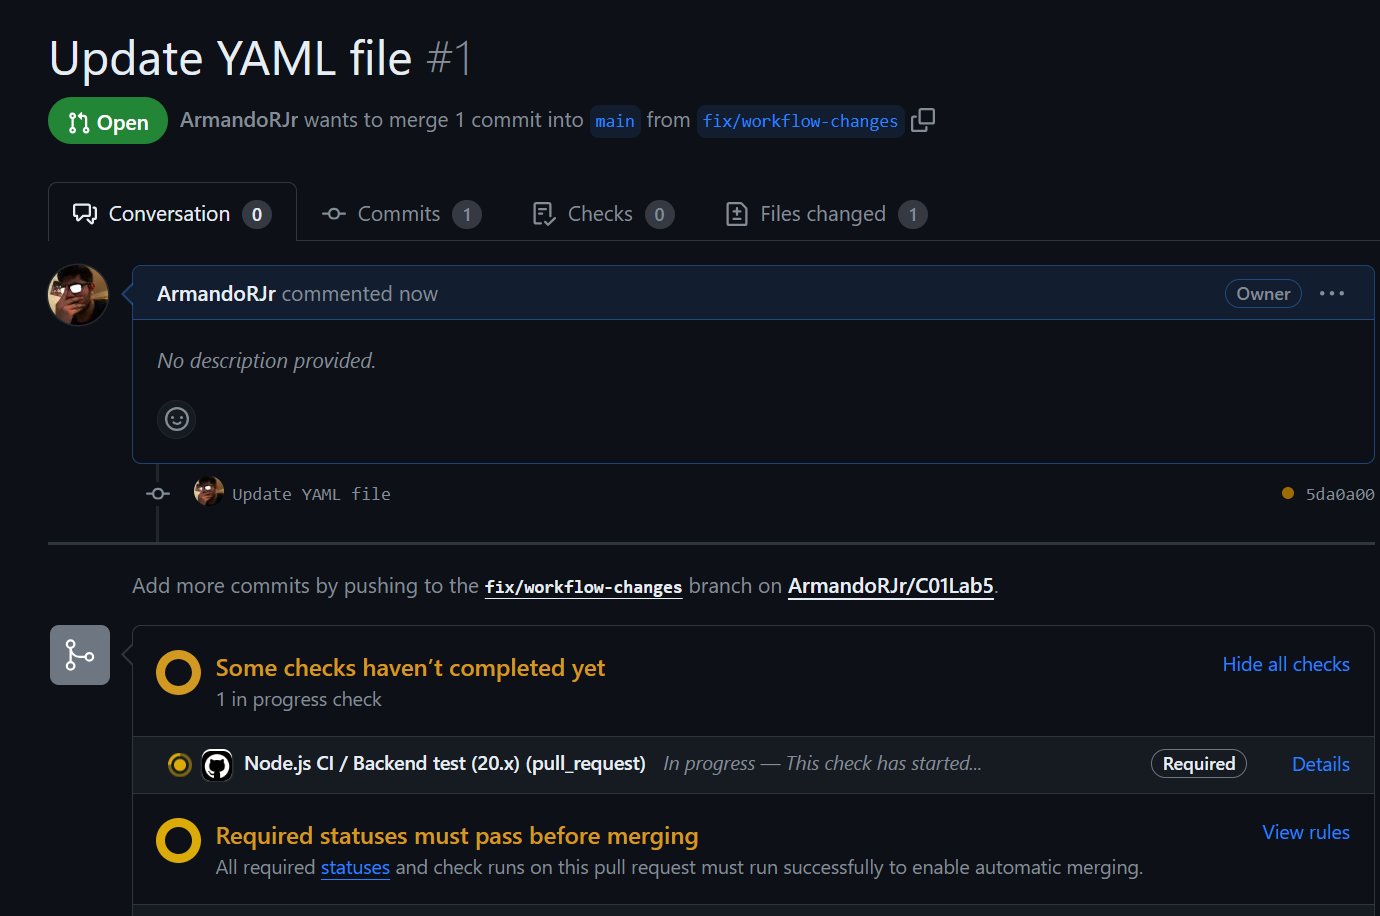 Update YAML file #1
Open ArmandoRJr wants to merge 1 commit into main from fix/workflow-changes
Conversation 0 Commits 1 Checks 0 Files changed 1
ArmandoRJr commented now Owner
No description provided.
Update YAML file 5da0a00
Add more commits by pushing to the fix/workflow-changes branch on ArmandoRJr/C01Lab5.
Some checks haven’t completed yet Hide all checks
1 in progress check
Node.js CI / Backend test (20.x) (pull_request) In progress — This check has started... Required Details
Required statuses must pass before merging View rules
All required statuses and check runs on this pull request must run successfully to enable automatic merging.